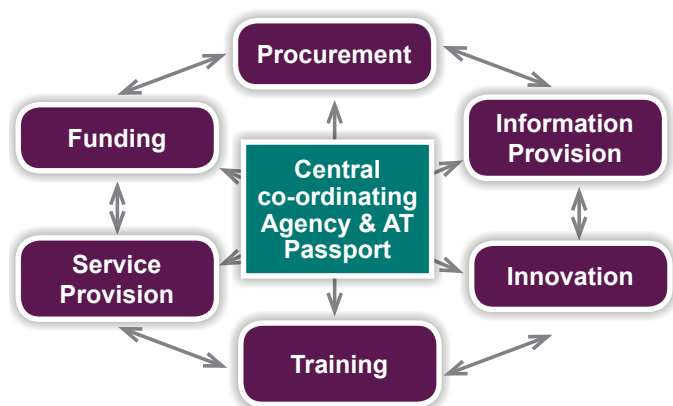 Procurement
Funding
Information
Provision
Central
co-ordinating
Agency & AT
Passport
Service
Provision
Innovation
Training